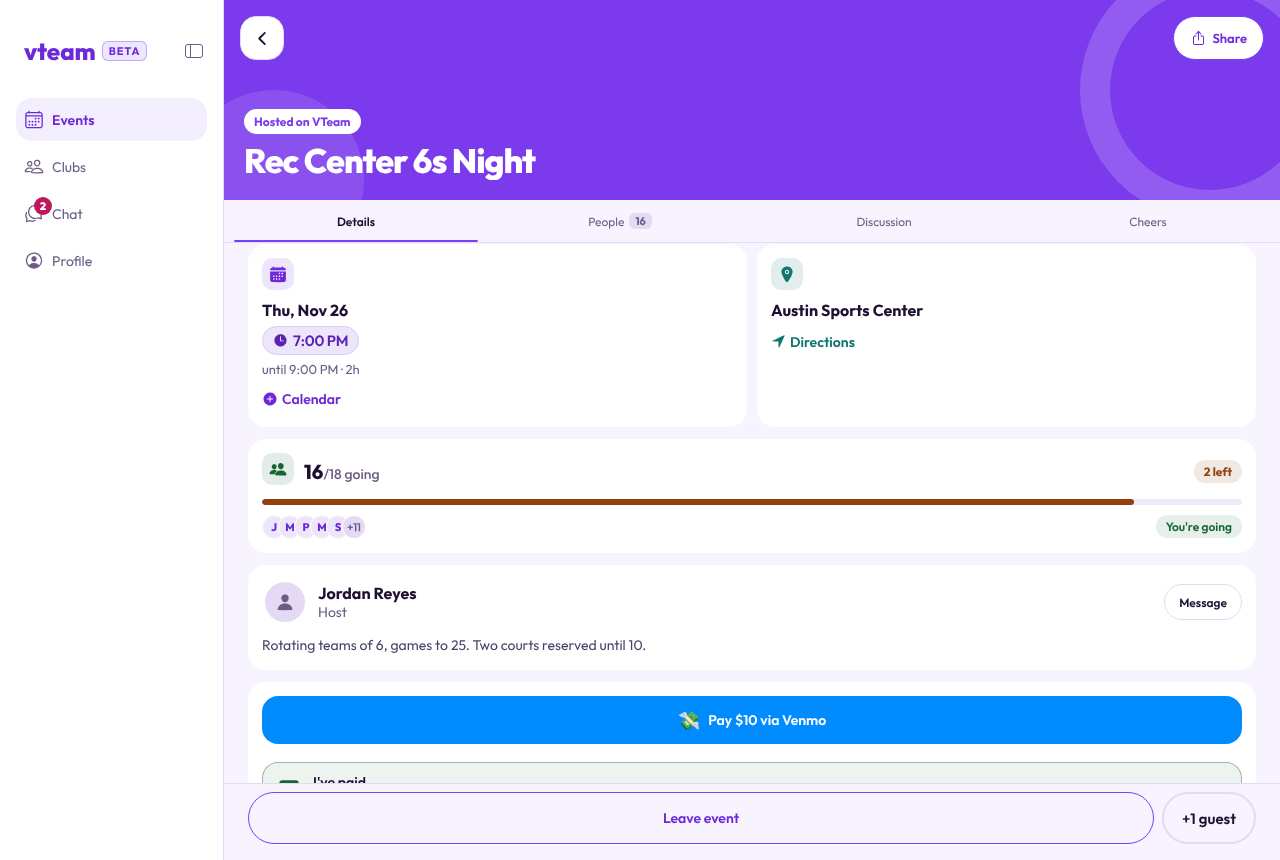 vteam BETA
Events
Clubs
2
Chat
Profile
Share
Hosted on VTeam
Rec Center 6s Night
Details
People 16
Discussion
Cheers
Thu, Nov 26
7:00 PM
until 9:00 PM · 2h
Calendar
Austin Sports Center
Directions
16/18 going
2 left
J M P M S +11
You're going
Jordan Reyes
Host
Message
Rotating teams of 6, games to 25. Two courts reserved until 10.
Pay $10 via Venmo
I've paid
Leave event
+1 guest